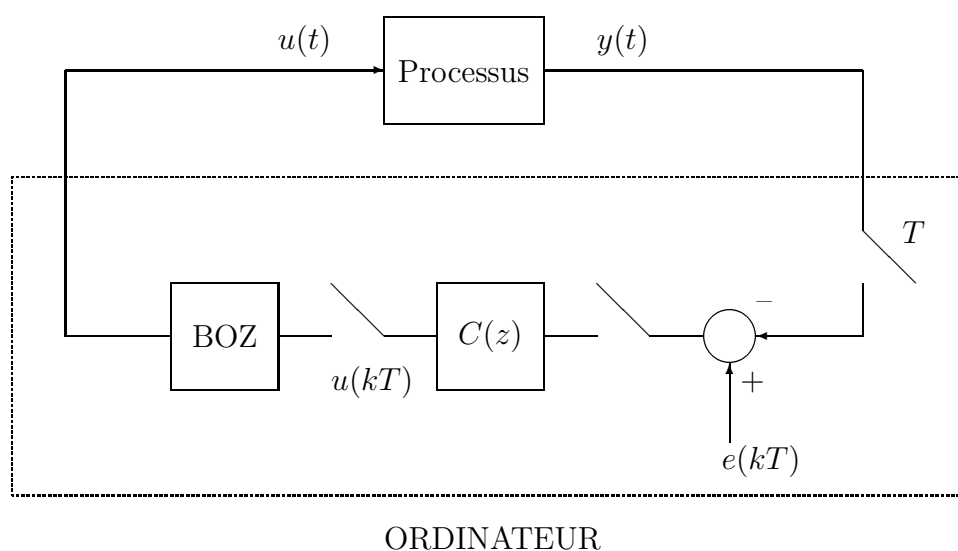 u(t)
Processus
y(t)
T
BOZ
u(kT)
C(z)
−
+
e(kT)
ORDINATEUR